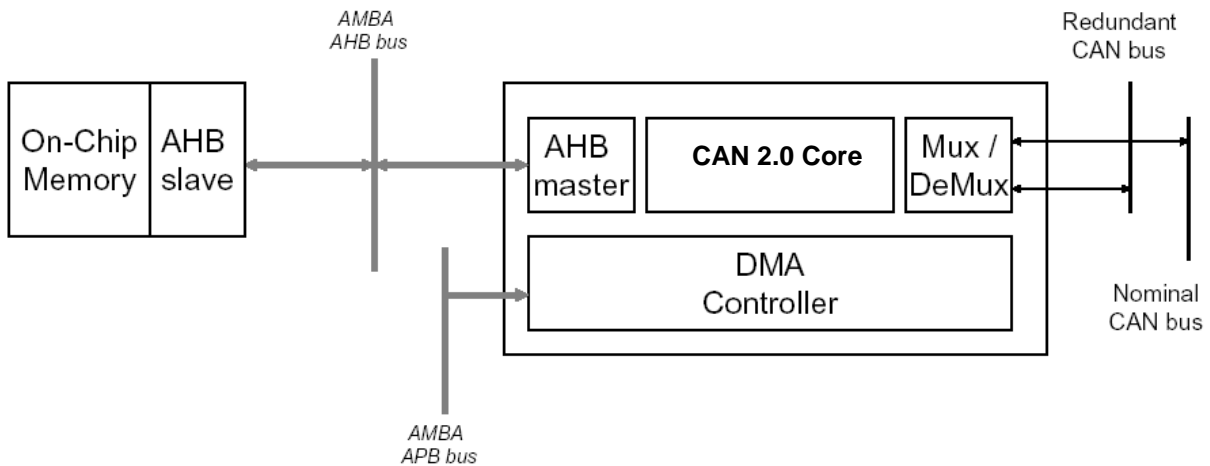 AMBA
AHB bus
Redundant
CAN bus
On-Chip
Memory
AHB
slave
AHB
master
CAN 2.0 Core
Mux /
DeMux
DMA
Controller
Nominal
CAN bus
AMBA
APB bus